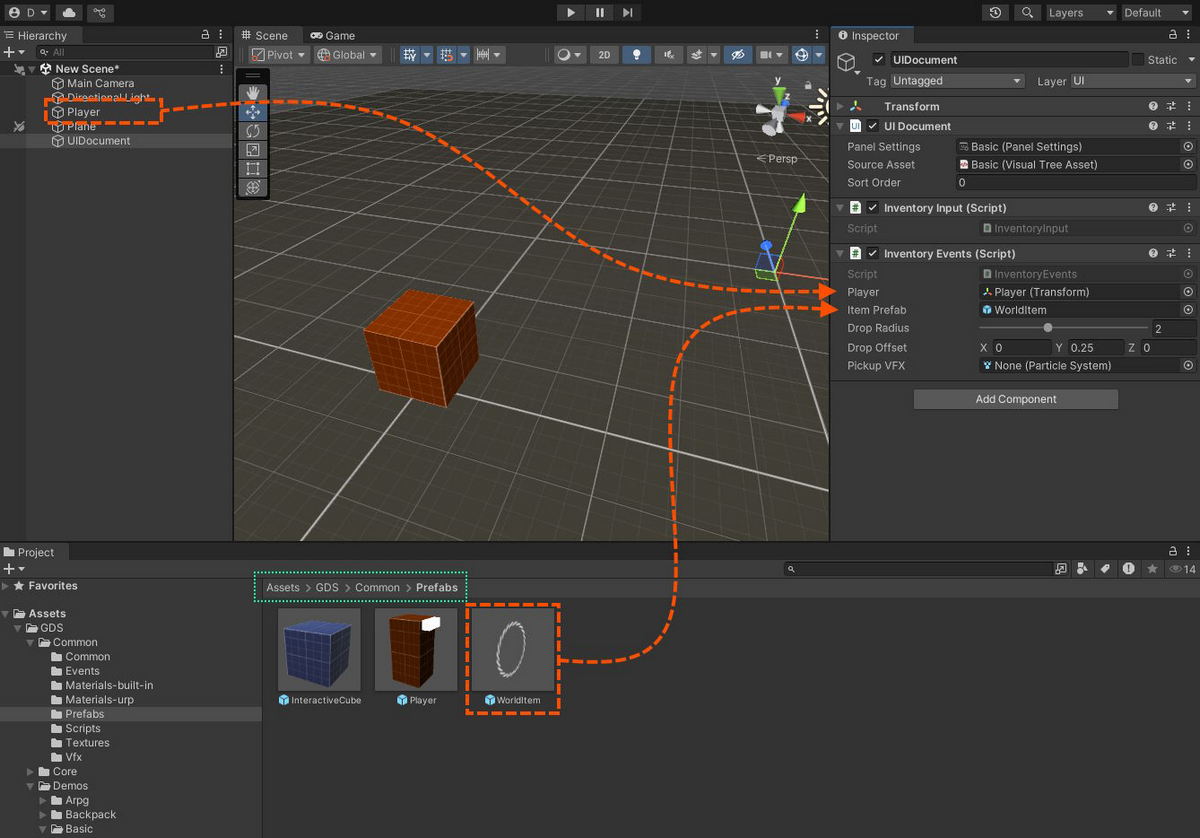 D
Layers
Default
Hierarchy
All
New Scene*
Main Camera
Directional Light
Player
Plane
UIDocument
Scene
Game
Pivot
Global
2D
y
z
x
Persp
Inspector
UIDocument
Static
Tag
Untagged
Layer
UI
Transform
UI Document
Panel Settings
Basic (Panel Settings)
Source Asset
Basic (Visual Tree Asset)
Sort Order
0
Inventory Input (Script)
Script
InventoryInput
Inventory Events (Script)
Script
InventoryEvents
Player
Player (Transform)
Item Prefab
WorldItem
Drop Radius
2
Drop Offset
X 0 Y 0.25 Z 0
Pickup VFX
None (Particle System)
Add Component
Project
14
Favorites
Assets
GDS
Common
Common
Events
Materials-built-in
Materials-urp
Prefabs
Scripts
Textures
Vfx
Core
Demos
Arpg
Backpack
Basic
Assets > GDS > Common > Prefabs
InteractiveCube
Player
WorldItem